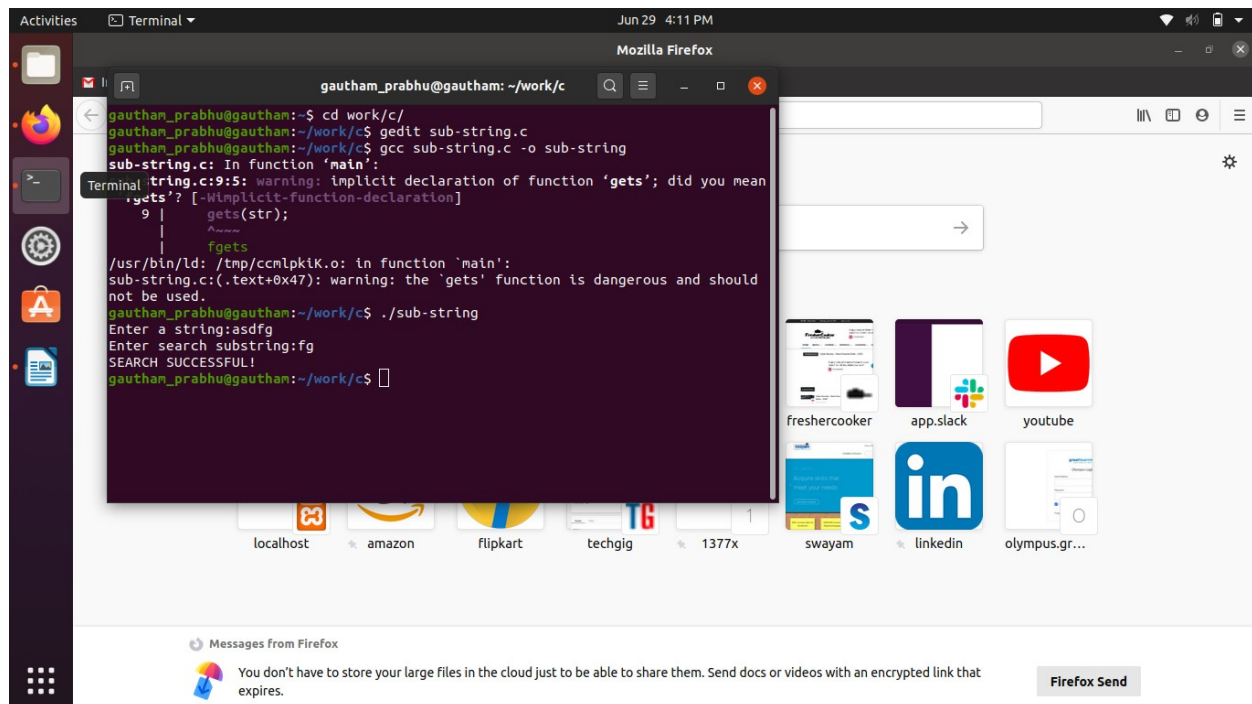 Activities
Terminal
Jun 29 4:11 PM
Mozilla Firefox
gautham_prabhu@gautham: ~/work/c
gautham_prabhu@gautham:~$ cd work/c/
gautham_prabhu@gautham:~/work/c$ gedit sub-string.c
gautham_prabhu@gautham:~/work/c$ gcc sub-string.c -o sub-string
sub-string.c: In function ‘main’:
tring.c:9:5: warning: implicit declaration of function ‘gets’; did you mean
Terminal
gets’? [-Wimplicit-function-declaration]
9 | gets(str);
| ^~~~
| fgets
/usr/bin/ld: /tmp/ccmlpkiK.o: in function `main':
sub-string.c:(.text+0x47): warning: the `gets' function is dangerous and should
not be used.
gautham_prabhu@gautham:~/work/c$ ./sub-string
Enter a string:asdfg
Enter search substring:fg
SEARCH SUCCESSFUL!
gautham_prabhu@gautham:~/work/c$
freshercooker
app.slack
youtube
TG
1
S
in
O
localhost
amazon
flipkart
techgig
1377x
swayam
linkedin
olympus.gr...
Messages from Firefox
You don’t have to store your large files in the cloud just to be able to share them. Send docs or videos with an encrypted link that
expires.
Firefox Send